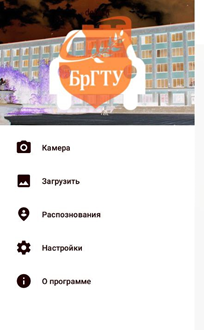 БрГТУ
Камера
Загрузить
Распознования
Настройки
О программе